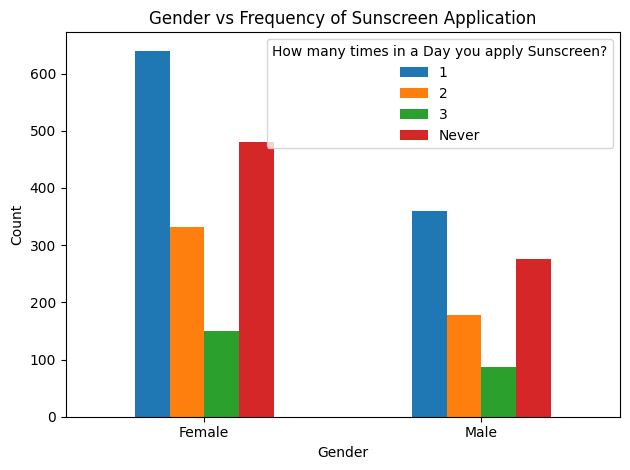 Gender vs Frequency of Sunscreen Application
How many times in a Day you apply Sunscreen?
1
2
3
Never
600
500
400
300
200
100
0
Count
Female
Male
Gender